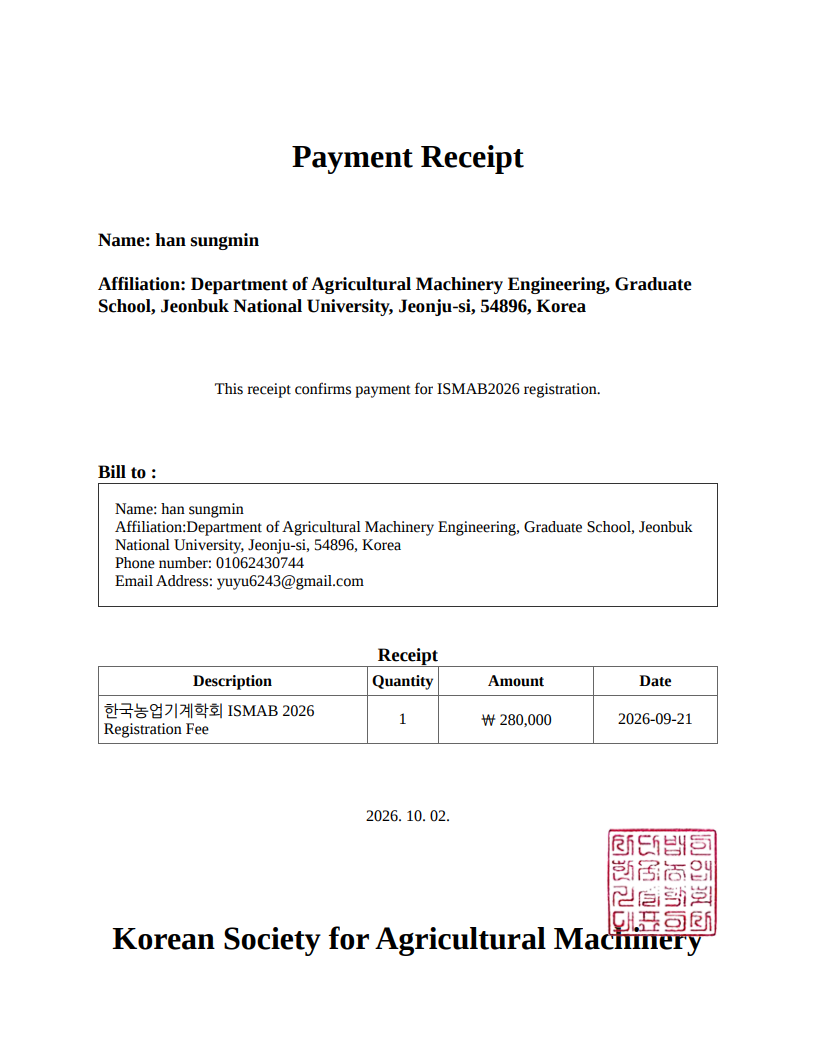 Payment Receipt
Name: han sungmin
Affiliation: Department of Agricultural Machinery Engineering, Graduate
School, Jeonbuk National University, Jeonju-si, 54896, Korea
This receipt confirms payment for ISMAB2026 registration.
Bill to :
Name: han sungmin
Affiliation:Department of Agricultural Machinery Engineering, Graduate School, Jeonbuk
National University, Jeonju-si, 54896, Korea
Phone number: 01062430744
Email Address: yuyu6243@gmail.com
Receipt
Description Quantity Amount Date
한국농업기계학회 ISMAB 2026
Registration Fee
1 ₩ 280,000 2026-09-21
2026. 10. 02.
Korean Society for Agricultural Machinery